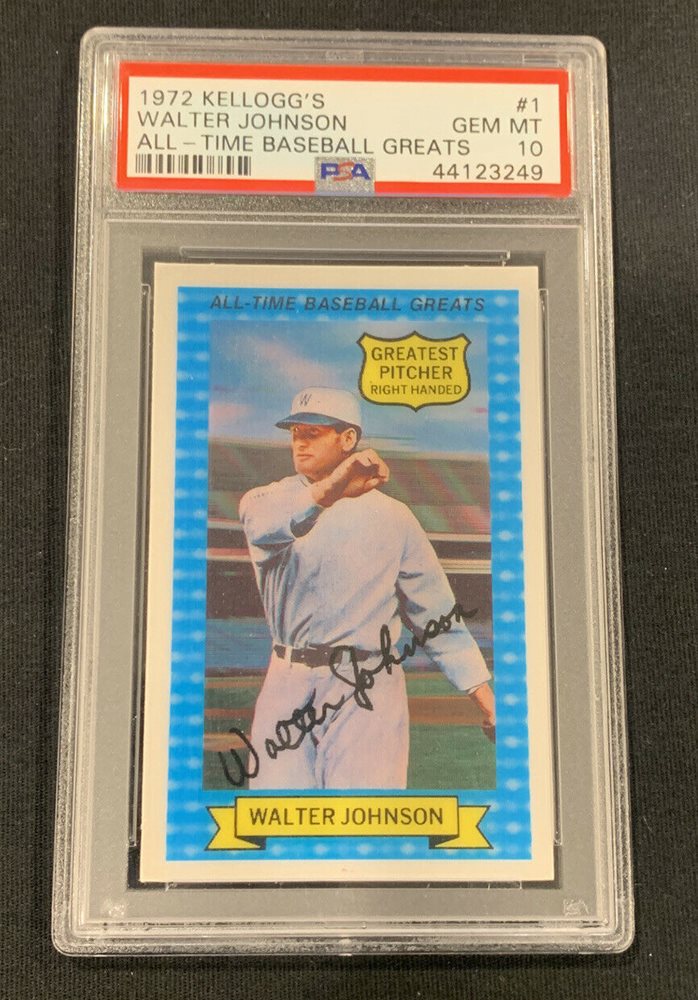 1972 KELLOGG'S #1
WALTER JOHNSON GEM MT
ALL-TIME BASEBALL GREATS 10
PSA 44123249
ALL-TIME BASEBALL GREATS
GREATEST
PITCHER
RIGHT HANDED
W
Walter Johnson
WALTER JOHNSON